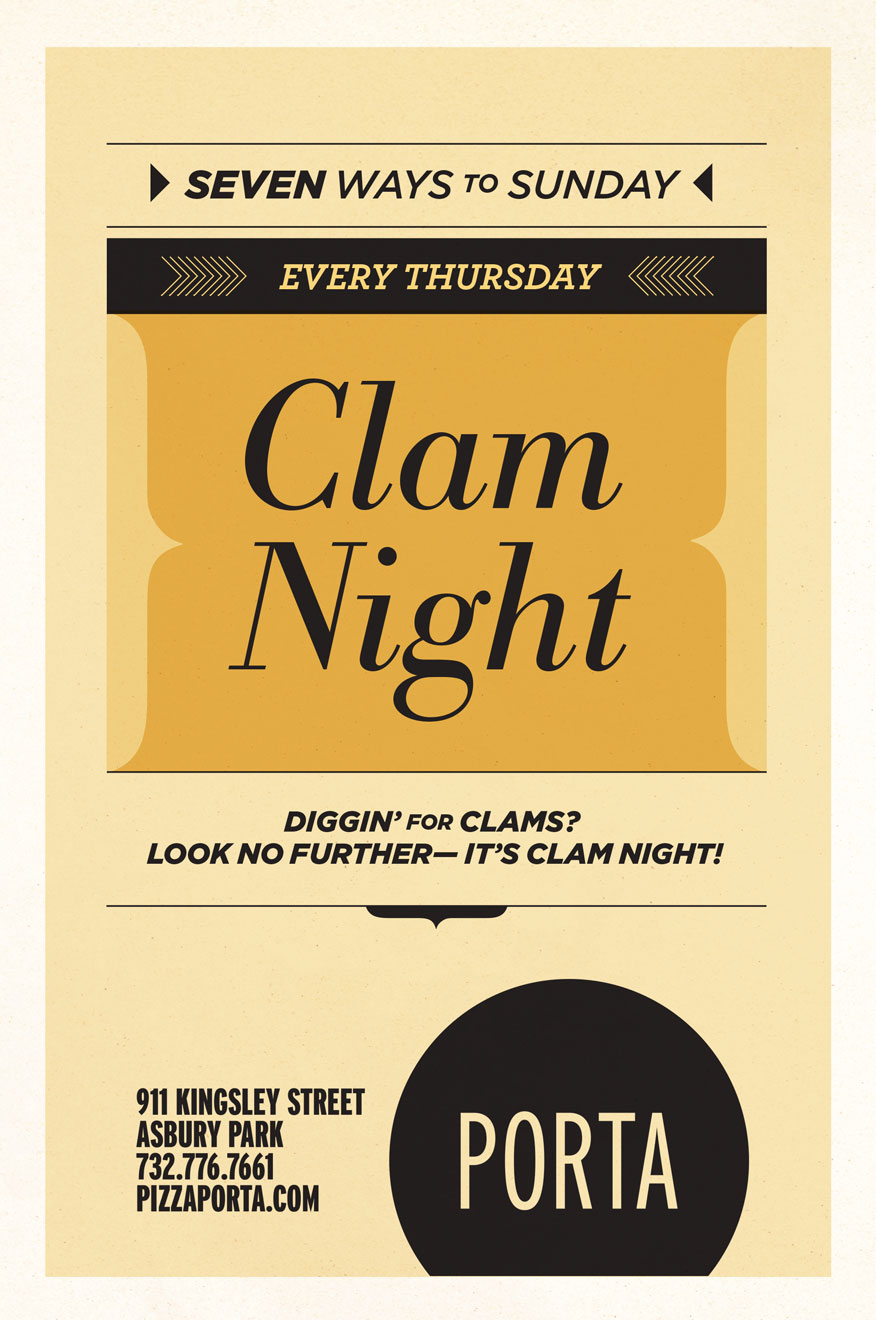 SEVEN WAYS TO SUNDAY
EVERY THURSDAY
Clam
Night
DIGGIN’ FOR CLAMS?
LOOK NO FURTHER— IT’S CLAM NIGHT!
911 KINGSLEY STREET
ASBURY PARK
732.776.7661
PIZZAPORTA.COM
PORTA